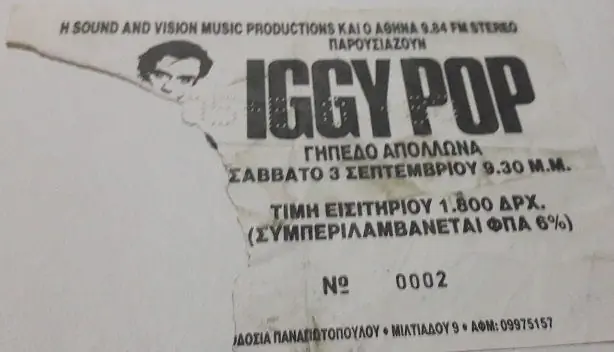 Η SOUND AND VISION MUSIC PRODUCTIONS ΚΑΙ Ο ΑΘΗΝΑ 9.84 FM STEREO
ΠΑΡΟΥΣΙΑΖΟΥΝ
IGGY POP
ΓΗΠΕΔΟ ΑΠΟΛΛΩΝΑ
ΣΑΒΒΑΤΟ 3 ΣΕΠΤΕΜΒΡΙΟΥ 9.30 Μ.Μ.
ΤΙΜΗ ΕΙΣΙΤΗΡΙΟΥ 1.800 ΔΡΧ.
(ΣΥΜΠΕΡΙΛΑΜΒΑΝΕΤΑΙ ΦΠΑ 6%)
Nº 0002
ΔΟΣΙΑ ΠΑΝΑΓΙΩΤΟΠΟΥΛΟΥ • ΜΙΛΤΙΑΔΟΥ 9 • ΑΦΜ: 09975157